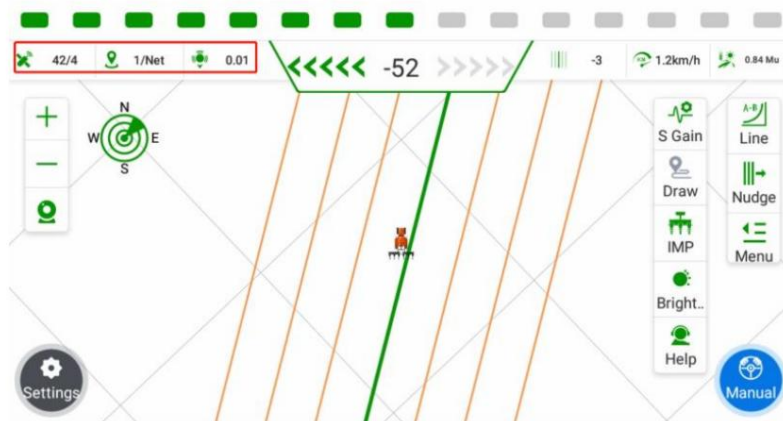 42/4 1/Net 0.01 -52 -3 1.2km/h 0.84 Mu
N
W E
S
S Gain
Draw
IMP
Bright..
Help
A-B
Line
Nudge
Menu
Settings
Manual